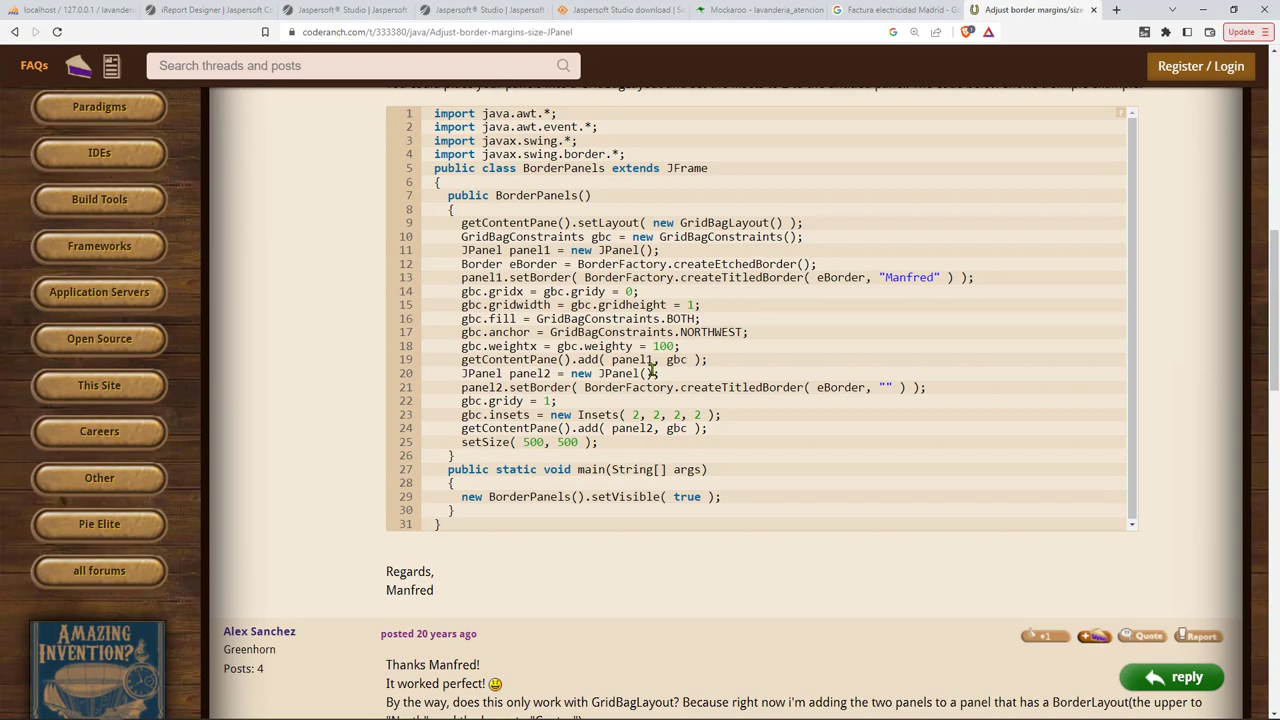 localhost / 127.0.0.1 / lavander
iReport Designer | Jaspersoft
Jaspersoft® Studio | Jaspersoft
Jaspersoft® Studio | Jaspersoft
Jaspersoft Studio download | So
Mockaroo - lavanderia_atencion
Factura electricidad Madrid - G
Adjust border margins/size
coderanch.com/t/333380/java/Adjust-border-margins-size-JPanel
Update
FAQs
Search threads and posts
Register / Login
Paradigms
IDEs
Build Tools
Frameworks
Application Servers
Open Source
This Site
Careers
Other
Pie Elite
all forums
AMAZING
INVENTION?
1 import java.awt.*;
2 import java.awt.event.*;
3 import javax.swing.*;
4 import javax.swing.border.*;
5 public class BorderPanels extends JFrame
6 {
7 public BorderPanels()
8 {
9 getContentPane().setLayout( new GridBagLayout() );
10 GridBagConstraints gbc = new GridBagConstraints();
11 JPanel panel1 = new JPanel();
12 Border eBorder = BorderFactory.createEtchedBorder();
13 panel1.setBorder( BorderFactory.createTitledBorder( eBorder, "Manfred" ) );
14 gbc.gridx = gbc.gridy = 0;
15 gbc.gridwidth = gbc.gridheight = 1;
16 gbc.fill = GridBagConstraints.BOTH;
17 gbc.anchor = GridBagConstraints.NORTHWEST;
18 gbc.weightx = gbc.weighty = 100;
19 getContentPane().add( panel1, gbc );
20 JPanel panel2 = new JPanel();
21 panel2.setBorder( BorderFactory.createTitledBorder( eBorder, "" ) );
22 gbc.gridy = 1;
23 gbc.insets = new Insets( 2, 2, 2, 2 );
24 getContentPane().add( panel2, gbc );
25 setSize( 500, 500 );
26 }
27 public static void main(String[] args)
28 {
29 new BorderPanels().setVisible( true );
30 }
31 }
Regards,
Manfred
Alex Sanchez
Greenhorn
Posts: 4
posted 20 years ago
+1
Quote
Report
Thanks Manfred!
It worked perfect!
By the way, does this only work with GridBagLayout? Because right now i'm adding the two panels to a panel that has a BorderLayout(the upper to
reply